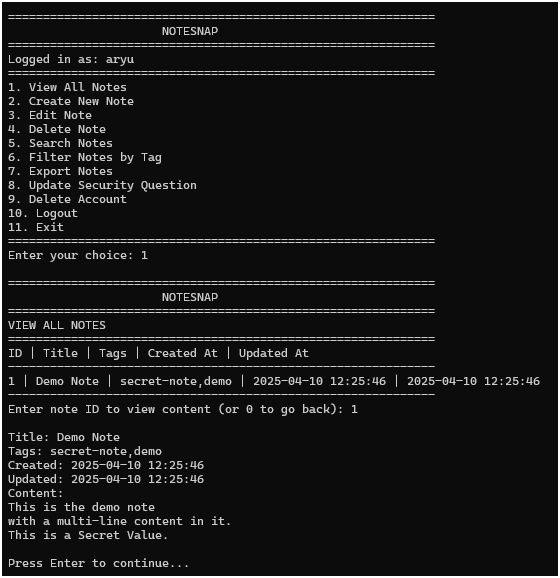 =============================================================
NOTESNAP
=============================================================
Logged in as: aryu
=============================================================
1. View All Notes
2. Create New Note
3. Edit Note
4. Delete Note
5. Search Notes
6. Filter Notes by Tag
7. Export Notes
8. Update Security Question
9. Delete Account
10. Logout
11. Exit
=============================================================
Enter your choice: 1
=============================================================
NOTESNAP
=============================================================
VIEW ALL NOTES
=============================================================
ID | Title | Tags | Created At | Updated At
-------------------------------------------------------------
1 | Demo Note | secret-note,demo | 2025-04-10 12:25:46 | 2025-04-10 12:25:46
-------------------------------------------------------------
Enter note ID to view content (or 0 to go back): 1
Title: Demo Note
Tags: secret-note,demo
Created: 2025-04-10 12:25:46
Updated: 2025-04-10 12:25:46
Content:
This is the demo note
with a multi-line content in it.
This is a Secret Value.
Press Enter to continue...